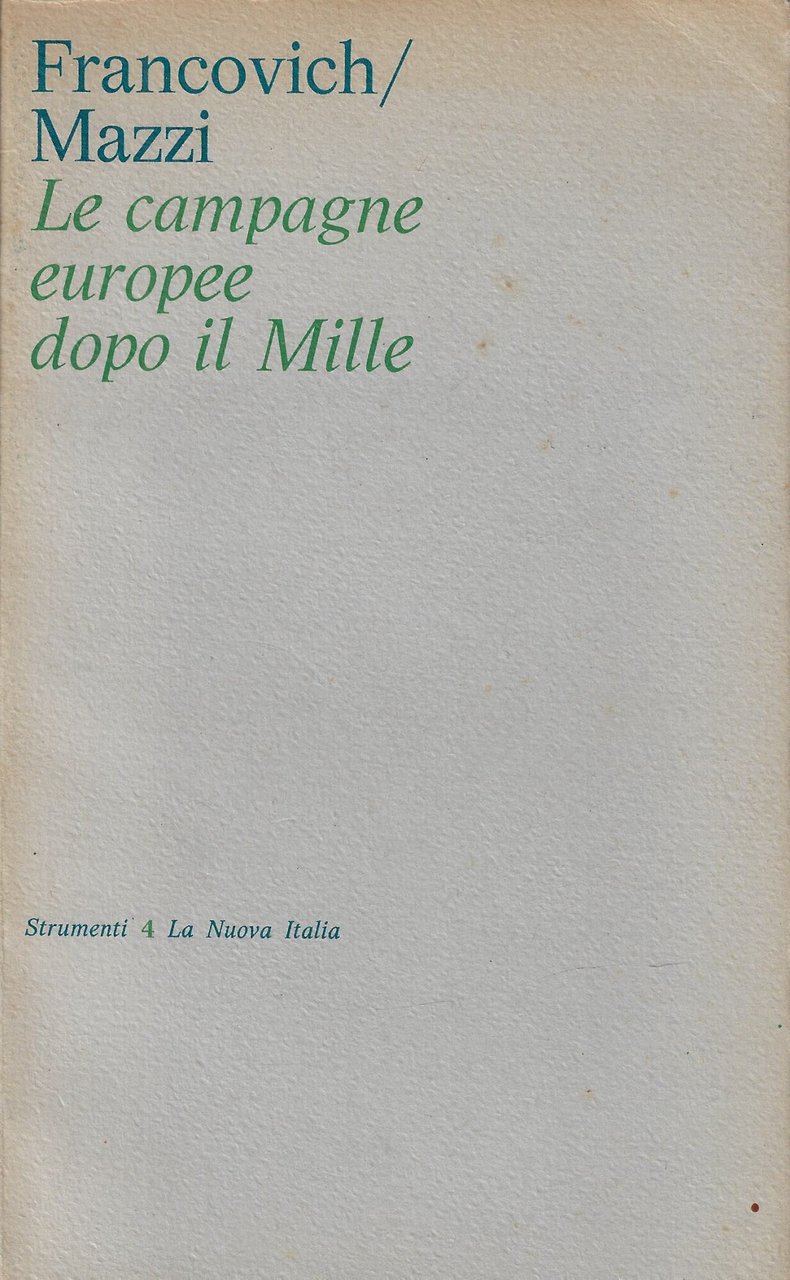 Francovich/
Mazzi
Le campagne
europee
dopo il Mille
Strumenti 4 La Nuova Italia